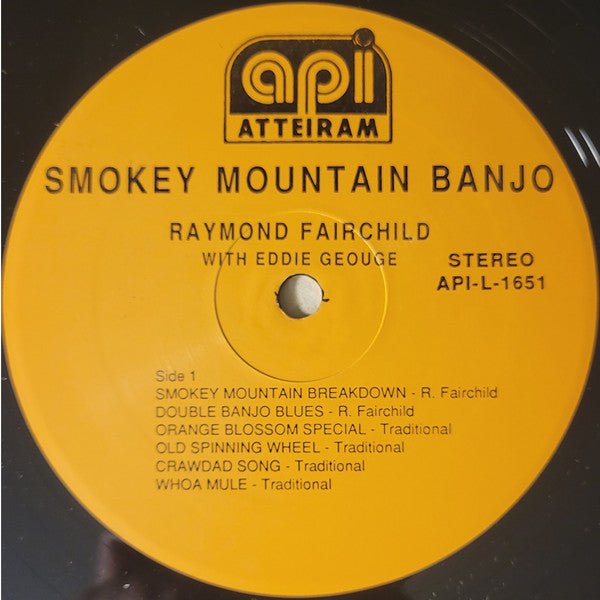 api
ATTEIRAM
SMOKEY MOUNTAIN BANJO
RAYMOND FAIRCHILD
WITH EDDIE GEOUGE
STEREO
API-L-1651
Side 1
SMOKEY MOUNTAIN BREAKDOWN - R. Fairchild
DOUBLE BANJO BLUES - R. Fairchild
ORANGE BLOSSOM SPECIAL - Traditional
OLD SPINNING WHEEL - Traditional
CRAWDAD SONG - Traditional
WHOA MULE - Traditional